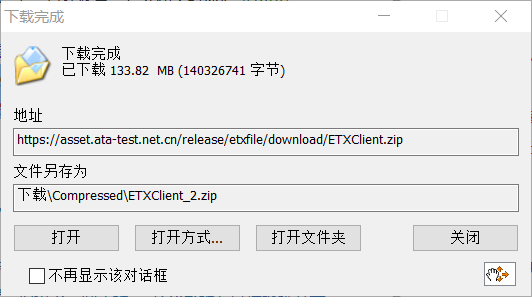 下载完成
下载完成
已下载 133.82 MB (140326741 字节)
地址
https://asset.ata-test.net.cn/release/etxfile/download/ETXClient.zip
文件另存为
下载\Compressed\ETXClient_2.zip
打开
打开方式...
打开文件夹
关闭
不再显示该对话框